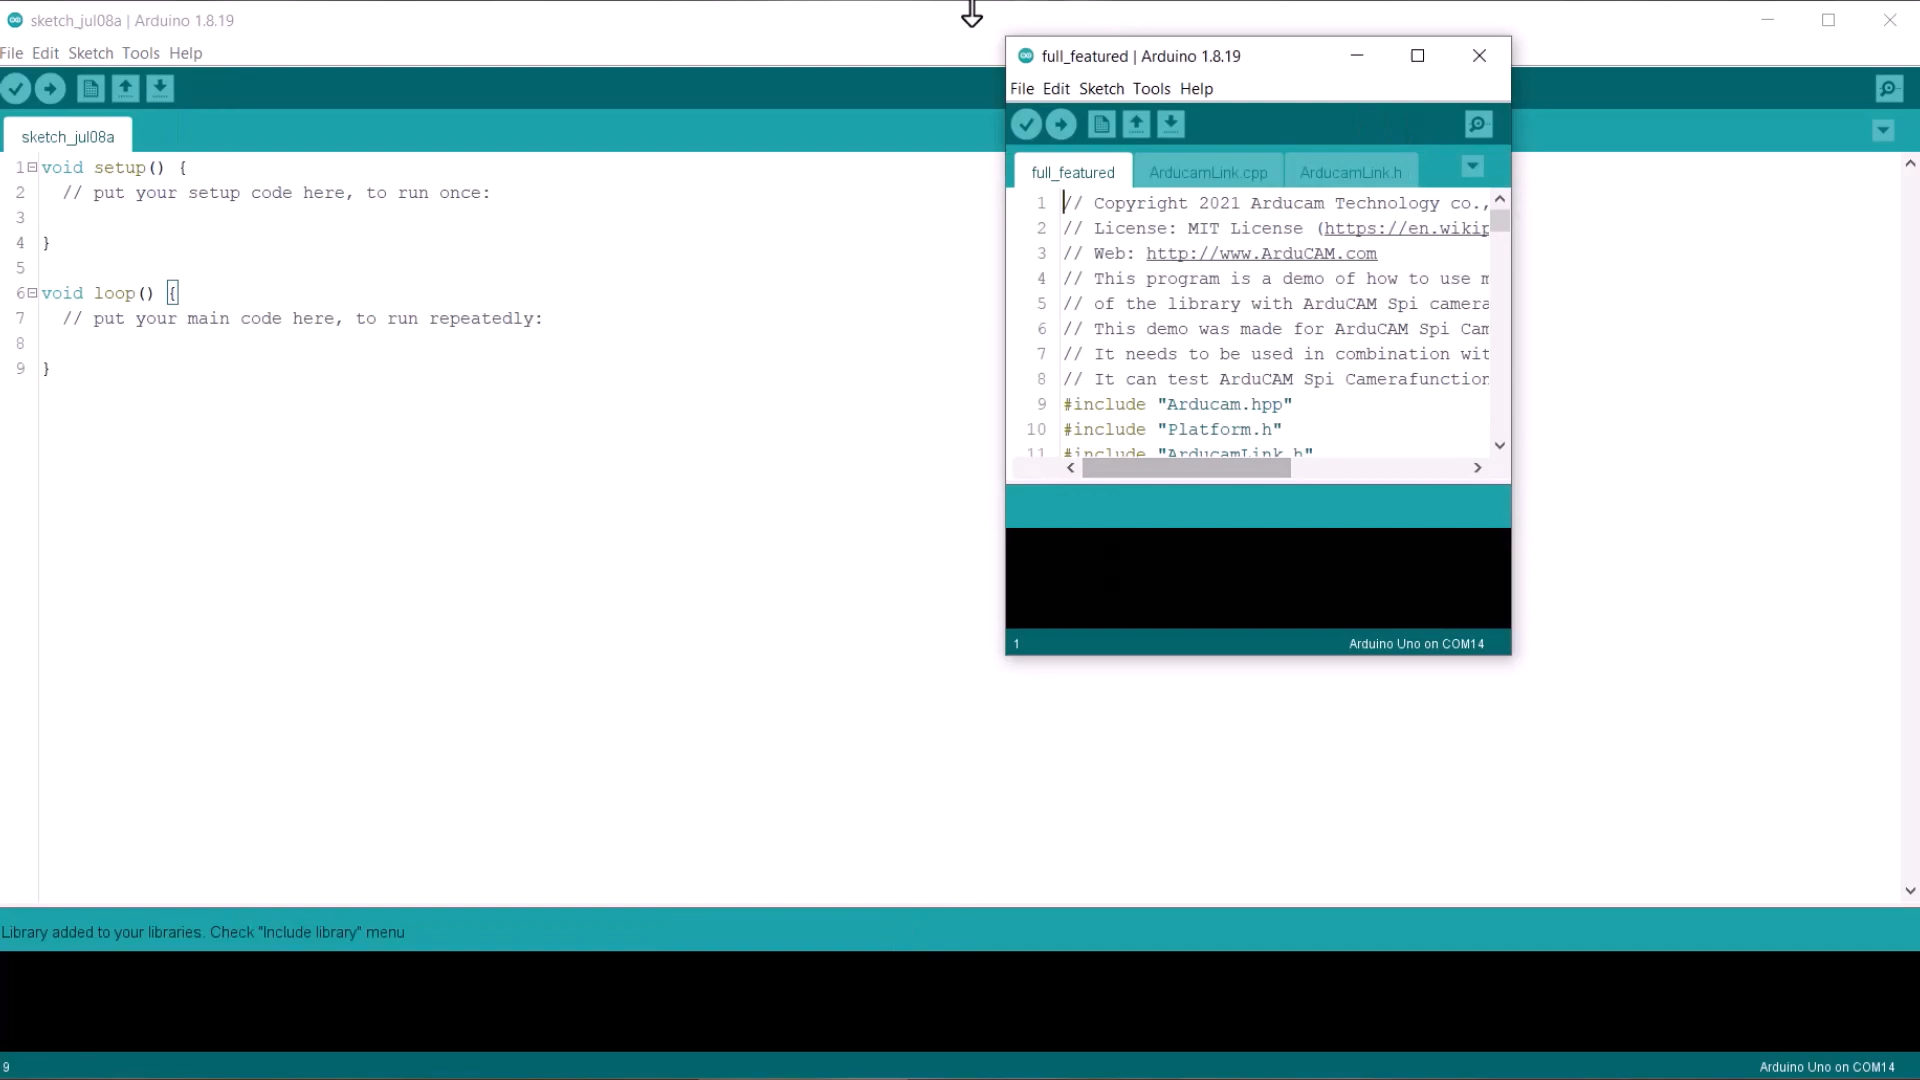 sketch_jul08a | Arduino 1.8.19
File Edit Sketch Tools Help
sketch_jul08a
1 void setup() {
2 // put your setup code here, to run once:
3
4 }
5
6 void loop() {
7 // put your main code here, to run repeatedly:
8
9 }
full_featured | Arduino 1.8.19
File Edit Sketch Tools Help
full_featured ArducamLink.cpp ArducamLink.h
1 // Copyright 2021 Arducam Technology co.,
2 // License: MIT License (https://en.wikip
3 // Web: http://www.ArduCAM.com
4 // This program is a demo of how to use m
5 // of the library with ArduCAM Spi camera
6 // This demo was made for ArduCAM Spi Cam
7 // It needs to be used in combination wit
8 // It can test ArduCAM Spi Camerafunction
9 #include "Arducam.hpp"
10 #include "Platform.h"
11 #include "ArducamLink.h"
1 Arduino Uno on COM14
Library added to your libraries. Check "Include library" menu
9 Arduino Uno on COM14